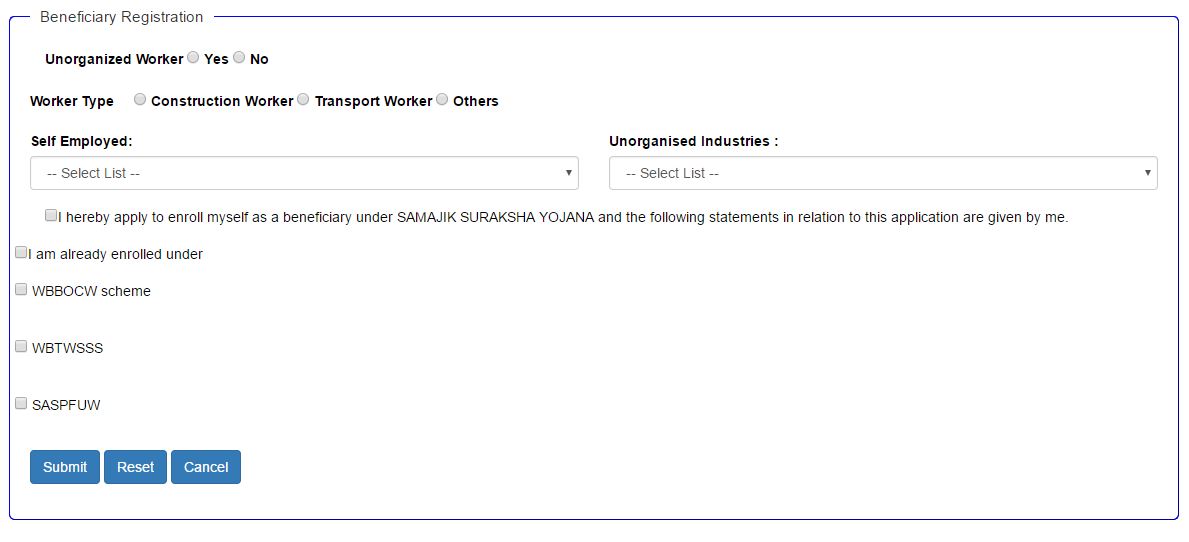 Beneficiary Registration
Unorganized Worker Yes No
Worker Type Construction Worker Transport Worker Others
Self Employed: Unorganised Industries :
-- Select List -- -- Select List --
I hereby apply to enroll myself as a beneficiary under SAMAJIK SURAKSHA YOJANA and the following statements in relation to this application are given by me.
I am already enrolled under
WBBOCW scheme
WBTWSSS
SASPFUW
Submit Reset Cancel